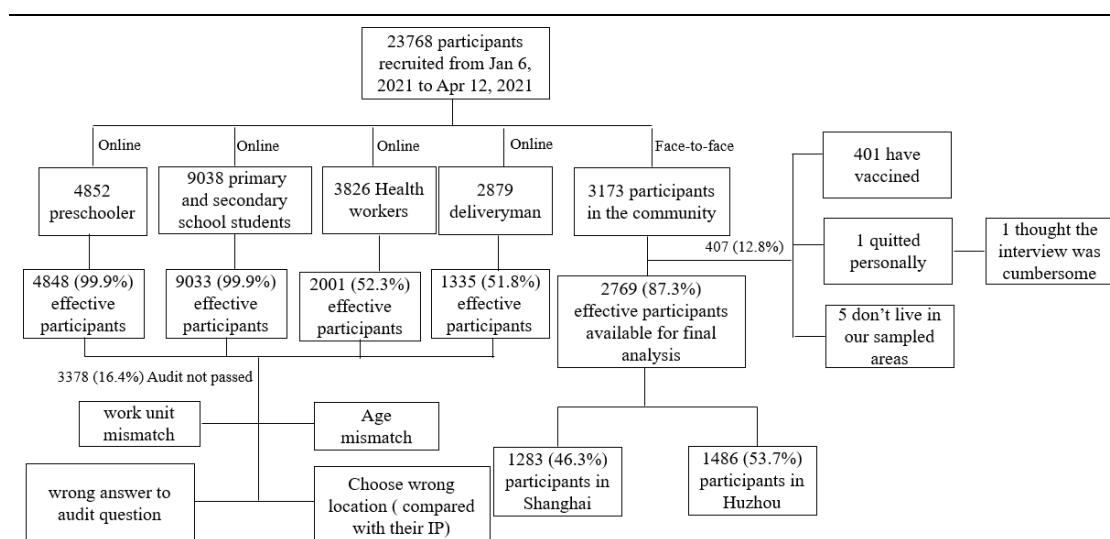 23768 participants
recruited from Jan 6,
2021 to Apr 12, 2021
Online
Online
Online
Online
Face-to-face
4852
preschooler
9038 primary
and secondary
school students
3826 Health
workers
2879
deliveryman
3173 participants
in the community
401 have
vaccined
407 (12.8%)
1 quitted
personally
1 thought the
interview was
cumbersome
5 don’t live in
our sampled
areas
4848 (99.9%)
effective
participants
9033 (99.9%)
effective
participants
2001 (52.3%)
effective
participants
1335 (51.8%)
effective
participants
2769 (87.3%)
effective participants
available for final
analysis
3378 (16.4%) Audit not passed
work unit
mismatch
Age
mismatch
wrong answer to
audit question
Choose wrong
location ( compared
with their IP)
1283 (46.3%)
participants in
Shanghai
1486 (53.7%)
participants in
Huzhou